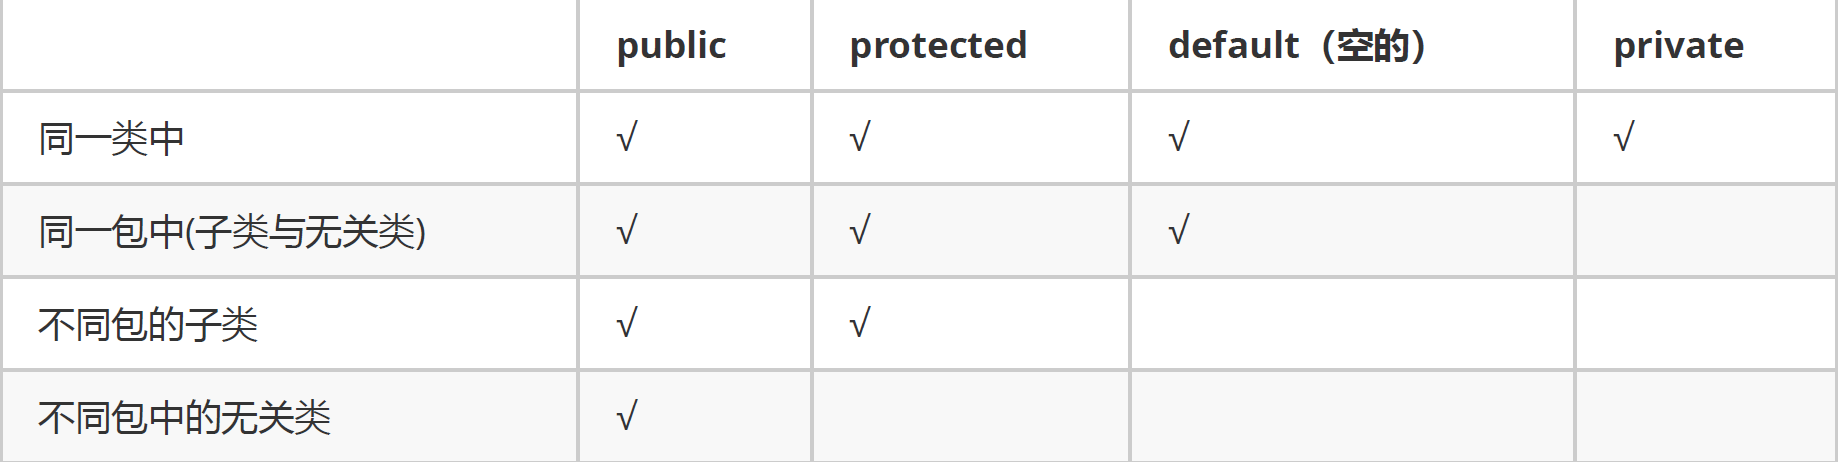 public protected default（空的） private
同一类中 √ √ √ √
同一包中(子类与无关类) √ √ √
不同包的子类 √ √
不同包中的无关类 √